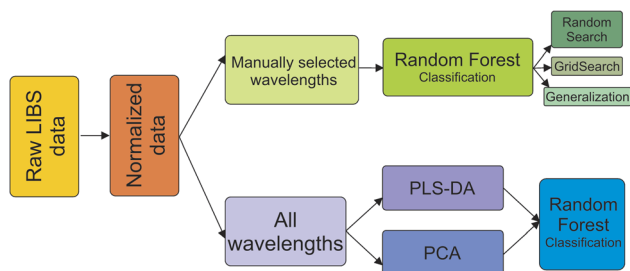 Raw LIBS
data
Normalized
data
Manually selected
wavelengths
Random Forest
Classification
Random
Search
GridSearch
Generalization
All
wavelengths
PLS-DA
PCA
Random
Forest
Classification